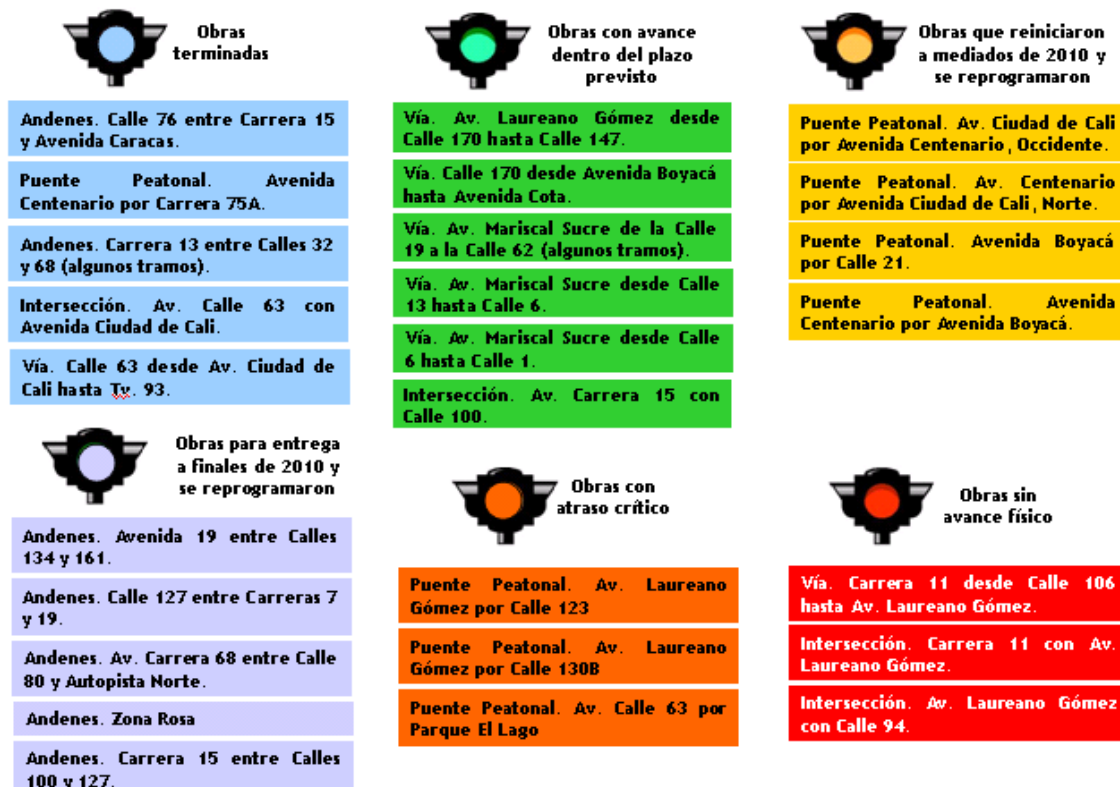 Obras
terminadas
Andenes. Calle 76 entre Carrera 15
y Avenida Caracas.
Puente Peatonal. Avenida
Centenario por Carrera 75A.
Andenes. Carrera 13 entre Calles 32
y 68 (algunos tramos).
Intersección. Av. Calle 63 con
Avenida Ciudad de Cali.
Vía. Calle 63 desde Av. Ciudad de
Cali hasta Tv. 93.
Obras con avance
dentro del plazo
previsto
Vía. Av. Laureano Gómez desde
Calle 170 hasta Calle 147.
Vía. Calle 170 desde Avenida Boyacá
hasta Avenida Cota.
Vía. Av. Mariscal Sucre de la Calle
19 a la Calle 62 (algunos tramos).
Vía. Av. Mariscal Sucre desde Calle
13 hasta Calle 6.
Vía. Av. Mariscal Sucre desde Calle
6 hasta Calle 1.
Intersección. Av. Carrera 15 con
Calle 100.
Obras que reiniciaron
a mediados de 2010 y
se reprogramaron
Puente Peatonal. Av. Ciudad de Cali
por Avenida Centenario, Occidente.
Puente Peatonal. Av. Centenario
por Avenida Ciudad de Cali, Norte.
Puente Peatonal. Avenida Boyacá
por Calle 21.
Puente Peatonal. Avenida
Centenario por Avenida Boyacá.
Obras para entrega
a finales de 2010 y
se reprogramaron
Andenes. Avenida 19 entre Calles
134 y 161.
Andenes. Calle 127 entre Carreras 7
y 19.
Andenes. Av. Carrera 68 entre Calle
80 y Autopista Norte.
Andenes. Zona Rosa
Andenes. Carrera 15 entre Calles
100 y 127.
Obras con
atraso crítico
Puente Peatonal. Av. Laureano
Gómez por Calle 123
Puente Peatonal. Av. Laureano
Gómez por Calle 130B
Puente Peatonal. Av. Calle 63 por
Parque El Lago
Obras sin
avance físico
Vía. Carrera 11 desde Calle 106
hasta Av. Laureano Gómez.
Intersección. Carrera 11 con Av.
Laureano Gómez.
Intersección. Av. Laureano Gómez
con Calle 94.